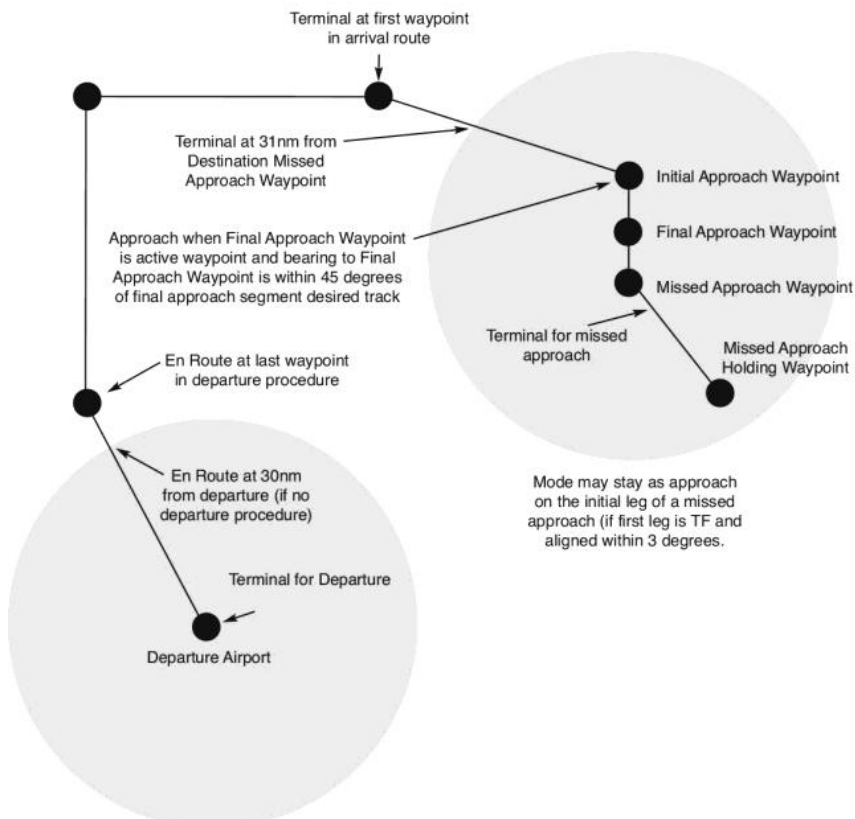 Terminal at first waypoint
in arrival route
Terminal at 31nm from
Destination Missed
Approach Waypoint
Initial Approach Waypoint
Approach when Final Approach Waypoint
is active waypoint and bearing to Final
Approach Waypoint is within 45 degrees
of final approach segment desired track
Final Approach Waypoint
Missed Approach Waypoint
Terminal for missed
approach
Missed Approach
Holding Waypoint
En Route at last waypoint
in departure procedure
En Route at 30nm
from departure (if no
departure procedure)
Mode may stay as approach
on the initial leg of a missed
approach (if first leg is TF and
aligned within 3 degrees.
Terminal for Departure
Departure Airport